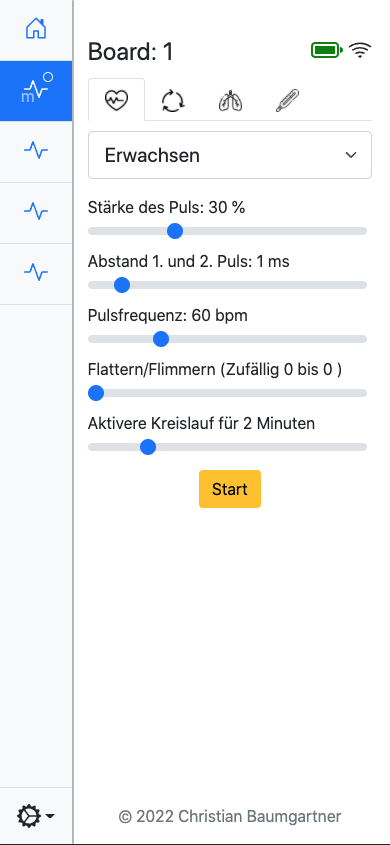 Board: 1
m
Erwachsen
Stärke des Puls: 30 %
Abstand 1. und 2. Puls: 1 ms
Pulsfrequenz: 60 bpm
Flattern/Flimmern (Zufällig 0 bis 0 )
Aktivere Kreislauf für 2 Minuten
Start
© 2022 Christian Baumgartner